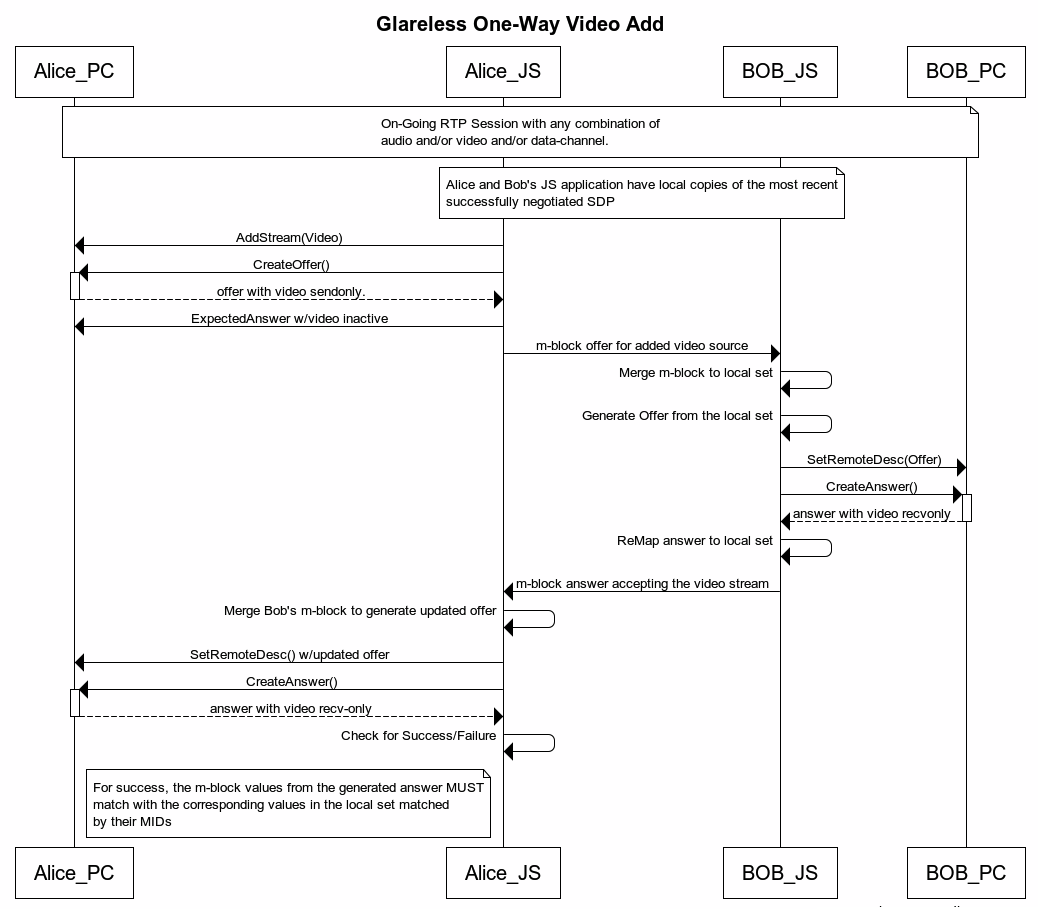 Glareless One-Way Video Add
Alice_PC
Alice_JS
BOB_JS
BOB_PC
On-Going RTP Session with any combination of
audio and/or video and/or data-channel.
Alice and Bob's JS application have local copies of the most recent
successfully negotiated SDP
AddStream(Video)
CreateOffer()
offer with video sendonly.
ExpectedAnswer w/video inactive
m-block offer for added video source
Merge m-block to local set
Generate Offer from the local set
SetRemoteDesc(Offer)
CreateAnswer()
answer with video recvonly
ReMap answer to local set
m-block answer accepting the video stream
Merge Bob's m-block to generate updated offer
SetRemoteDesc() w/updated offer
CreateAnswer()
answer with video recv-only
Check for Success/Failure
For success, the m-block values from the generated answer MUST
match with the corresponding values in the local set matched
by their MIDs
Alice_PC
Alice_JS
BOB_JS
BOB_PC